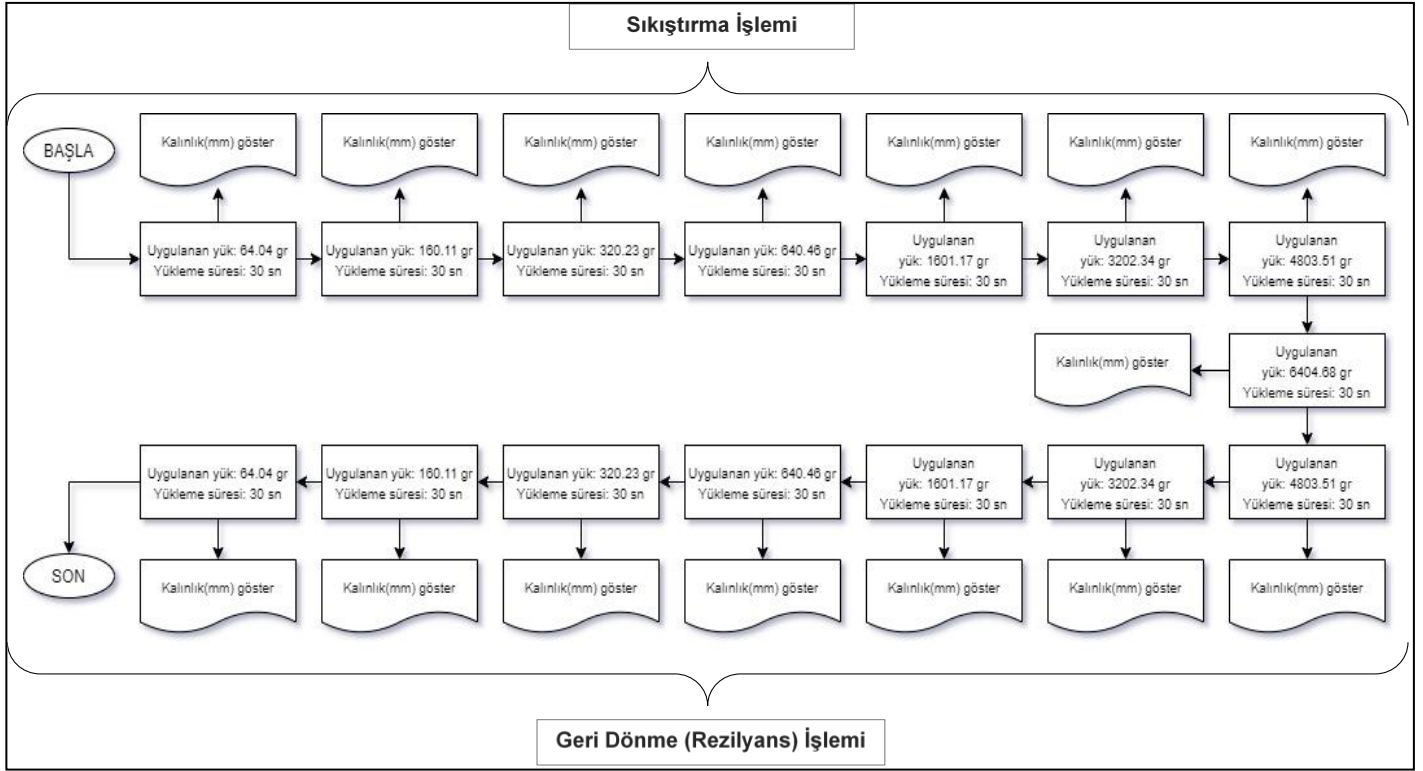 Sıkıştırma İşlemi
BAŞLA
Kalınlık(mm) göster
Kalınlık(mm) göster
Kalınlık(mm) göster
Kalınlık(mm) göster
Kalınlık(mm) göster
Kalınlık(mm) göster
Kalınlık(mm) göster
Uygulanan yük: 64.04 gr
Yükleme süresi: 30 sn
Uygulanan yük: 160.11 gr
Yükleme süresi: 30 sn
Uygulanan yük: 320.23 gr
Yükleme süresi: 30 sn
Uygulanan yük: 640.46 gr
Yükleme süresi: 30 sn
Uygulanan
yük: 1601.17 gr
Yükleme süresi: 30 sn
Uygulanan
yük: 3202.34 gr
Yükleme süresi: 30 sn
Uygulanan
yük: 4803.51 gr
Yükleme süresi: 30 sn
Kalınlık(mm) göster
Uygulanan
yük: 6404.68 gr
Yükleme süresi: 30 sn
Uygulanan yük: 64.04 gr
Yükleme süresi: 30 sn
Uygulanan yük: 160.11 gr
Yükleme süresi: 30 sn
Uygulanan yük: 320.23 gr
Yükleme süresi: 30 sn
Uygulanan yük: 640.46 gr
Yükleme süresi: 30 sn
Uygulanan
yük: 1601.17 gr
Yükleme süresi: 30 sn
Uygulanan
yük: 3202.34 gr
Yükleme süresi: 30 sn
Uygulanan
yük: 4803.51 gr
Yükleme süresi: 30 sn
SON
Kalınlık(mm) göster
Kalınlık(mm) göster
Kalınlık(mm) göster
Kalınlık(mm) göster
Kalınlık(mm) göster
Kalınlık(mm) göster
Kalınlık(mm) göster
Geri Dönme (Rezilyans) İşlemi